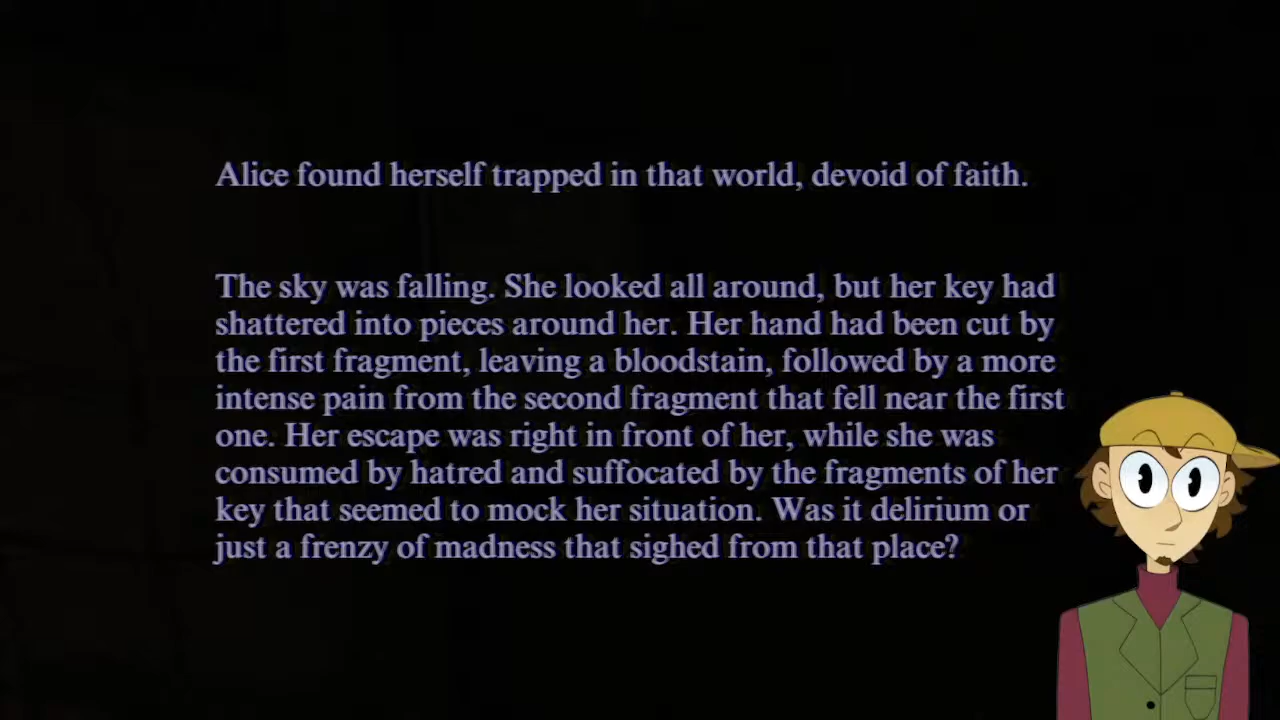 Alice found herself trapped in that world, devoid of faith.
The sky was falling. She looked all around, but her key had
shattered into pieces around her. Her hand had been cut by
the first fragment, leaving a bloodstain, followed by a more
intense pain from the second fragment that fell near the first
one. Her escape was right in front of her, while she was
consumed by hatred and suffocated by the fragments of her
key that seemed to mock her situation. Was it delirium or
just a frenzy of madness that sighed from that place?